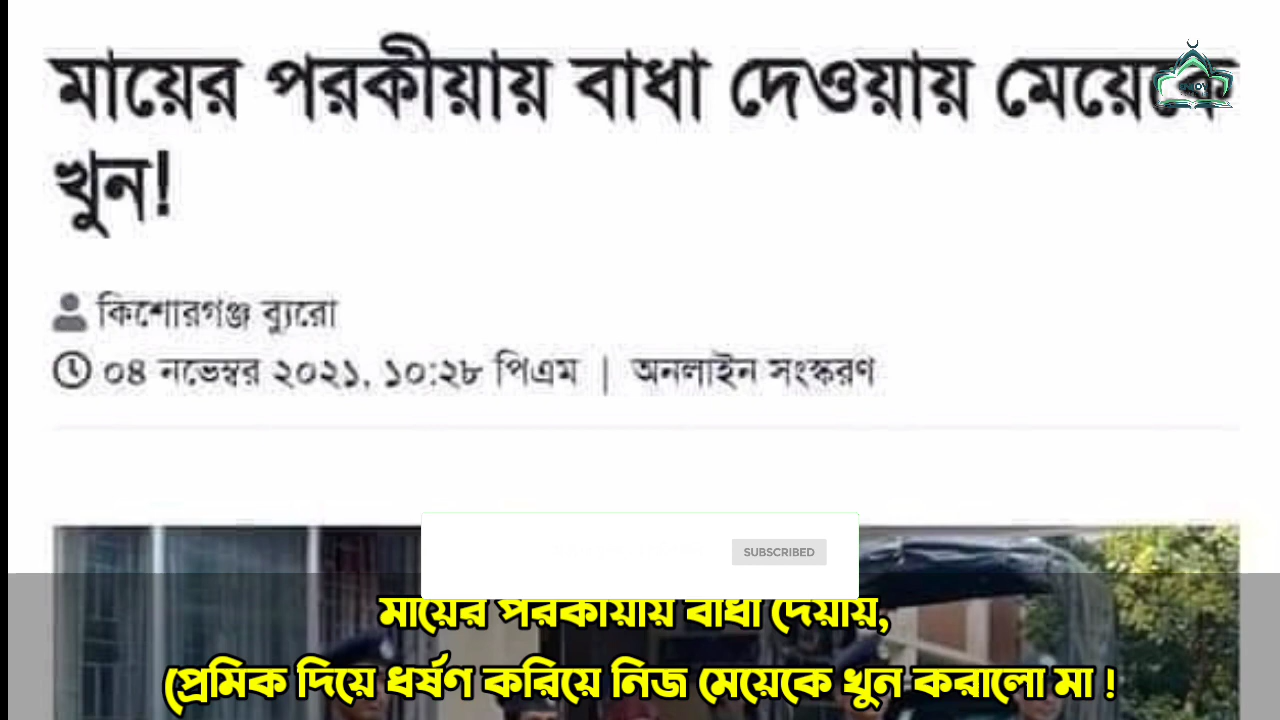 মায়ের পরকীয়ায় বাধা দেওয়ায় মেয়েকে
খুন!
কিশোরগঞ্জ ব্যুরো
০৪ নভেম্বর ২০২১, ১০:২৮ পিএম | অনলাইন সংস্করণ
SUBSCRIBED
মায়ের পরকীয়ায় বাধা দেয়ায়,
প্রেমিক দিয়ে ধর্ষণ করিয়ে নিজ মেয়েকে খুন করালো মা !